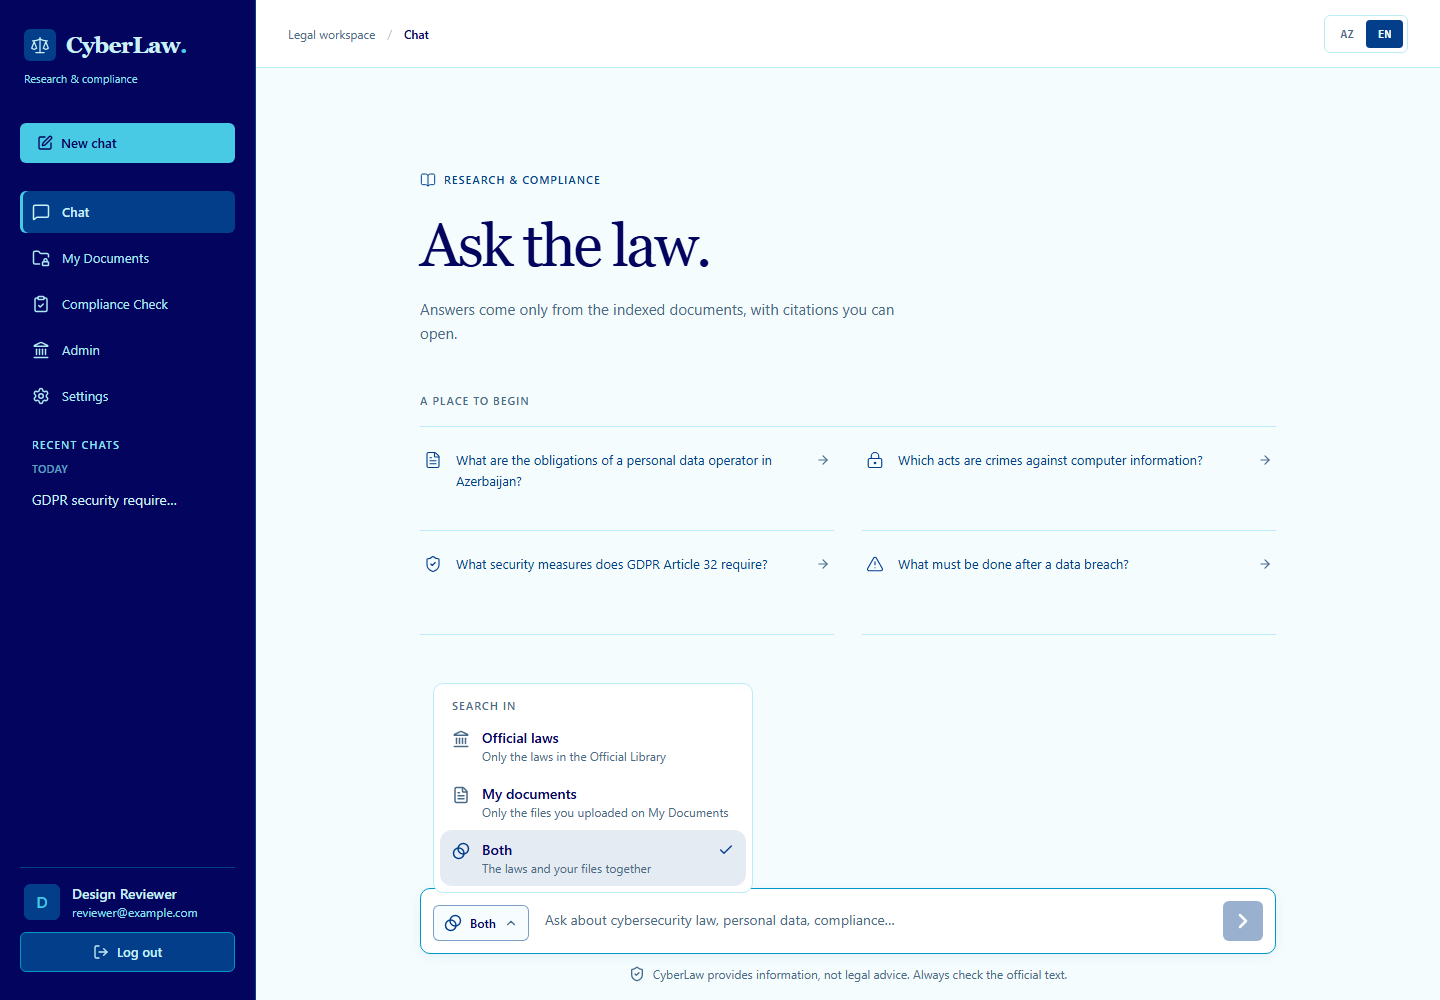 CyberLaw.
Research & compliance
New chat
Chat
My Documents
Compliance Check
Admin
Settings
RECENT CHATS
TODAY
GDPR security require...
D
Design Reviewer
reviewer@example.com
Log out
Legal workspace / Chat
AZ EN
RESEARCH & COMPLIANCE
Ask the law.
Answers come only from the indexed documents, with citations you can
open.
A PLACE TO BEGIN
What are the obligations of a personal data operator in
Azerbaijan?
Which acts are crimes against computer information?
What security measures does GDPR Article 32 require?
What must be done after a data breach?
SEARCH IN
Official laws
Only the laws in the Official Library
My documents
Only the files you uploaded on My Documents
Both
The laws and your files together
Both
Ask about cybersecurity law, personal data, compliance...
CyberLaw provides information, not legal advice. Always check the official text.